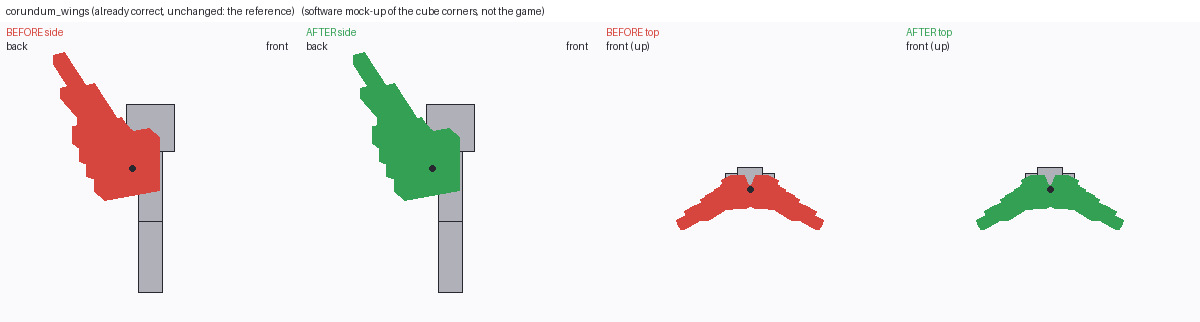 corundum_wings (already correct, unchanged: the reference)   (software mock-up of the cube corners, not the game)
BEFORE side
back
front
AFTER side
back
front
BEFORE top
front (up)
AFTER top
front (up)